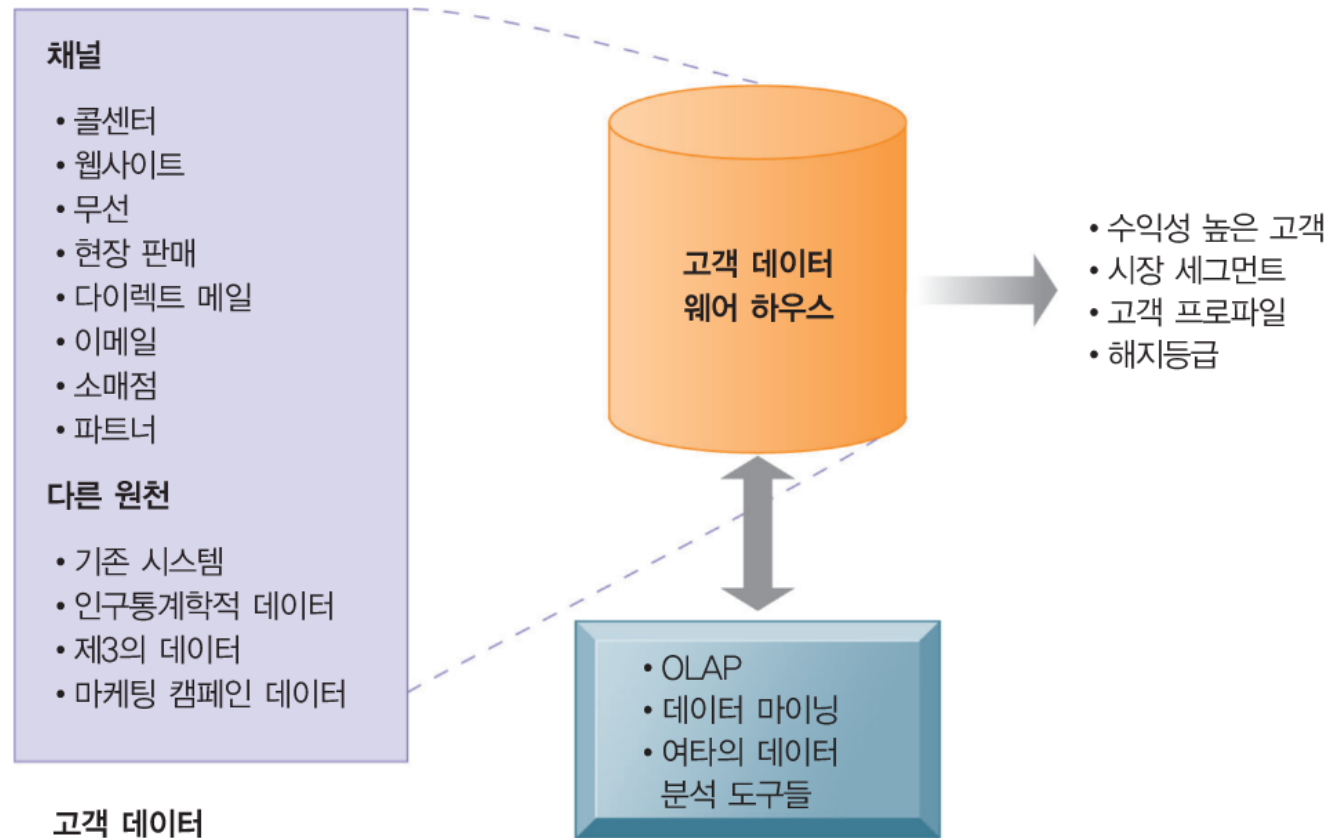 채널
• 콜센터
• 웹사이트
• 무선
• 현장 판매
• 다이렉트 메일
• 이메일
• 소매점
• 파트너
다른 원천
• 기존 시스템
• 인구통계학적 데이터
• 제3의 데이터
• 마케팅 캠페인 데이터
고객 데이터
고객 데이터
웨어 하우스
• OLAP
• 데이터 마이닝
• 여타의 데이터
분석 도구들
• 수익성 높은 고객
• 시장 세그먼트
• 고객 프로파일
• 해지등급